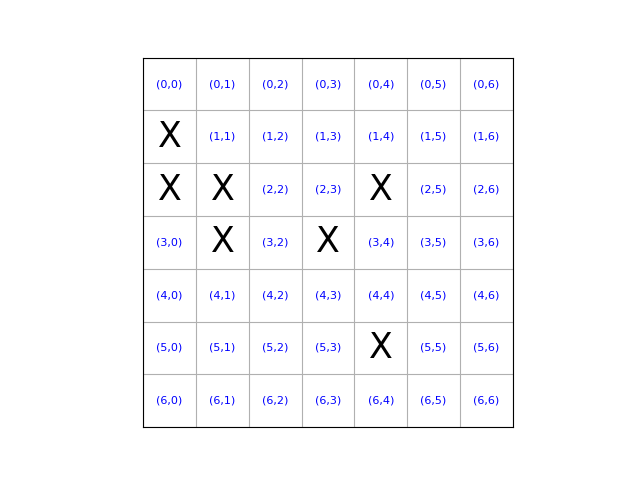 (0,0) (0,1) (0,2) (0,3) (0,4) (0,5) (0,6)
X (1,1) (1,2) (1,3) (1,4) (1,5) (1,6)
X X (2,2) (2,3) X (2,5) (2,6)
(3,0) X (3,2) X (3,4) (3,5) (3,6)
(4,0) (4,1) (4,2) (4,3) (4,4) (4,5) (4,6)
(5,0) (5,1) (5,2) (5,3) X (5,5) (5,6)
(6,0) (6,1) (6,2) (6,3) (6,4) (6,5) (6,6)